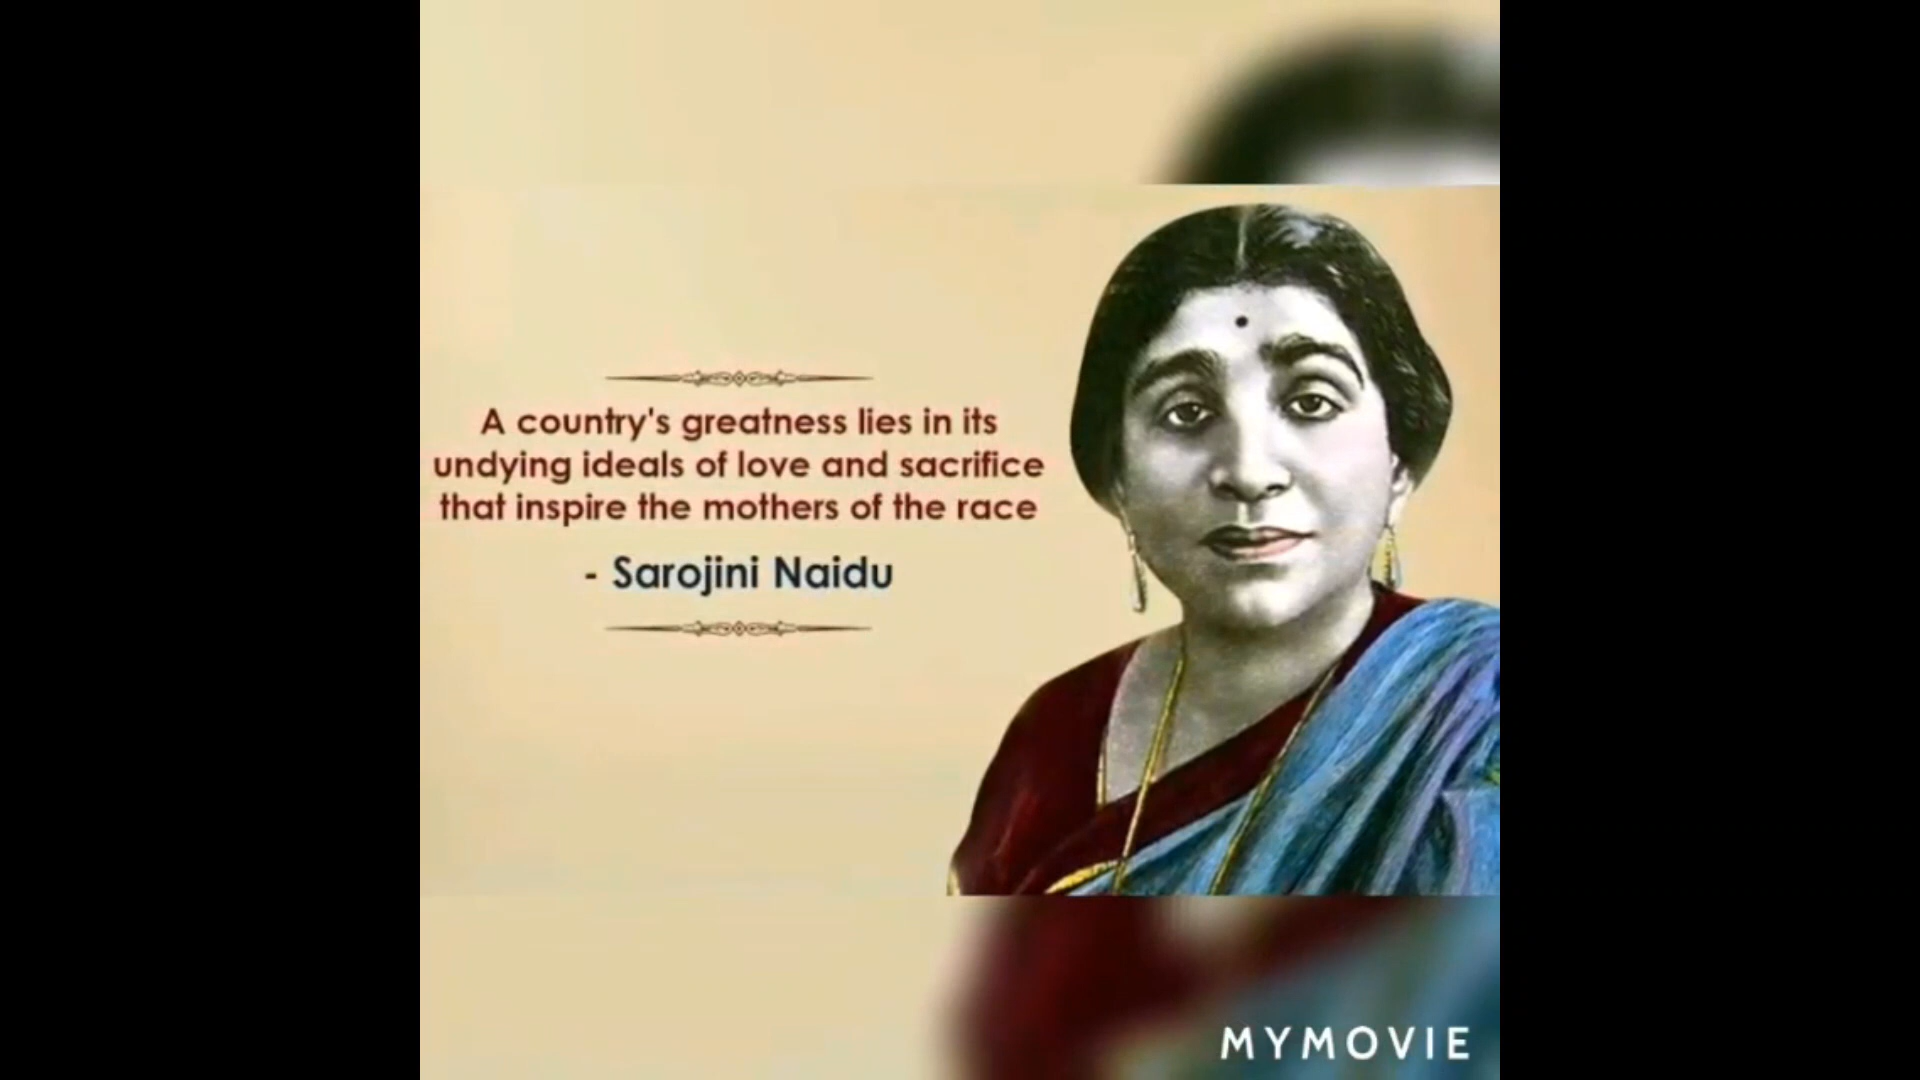 A country's greatness lies in its
undying ideals of love and sacrifice
that inspire the mothers of the race
- Sarojini Naidu
MYMOVIE